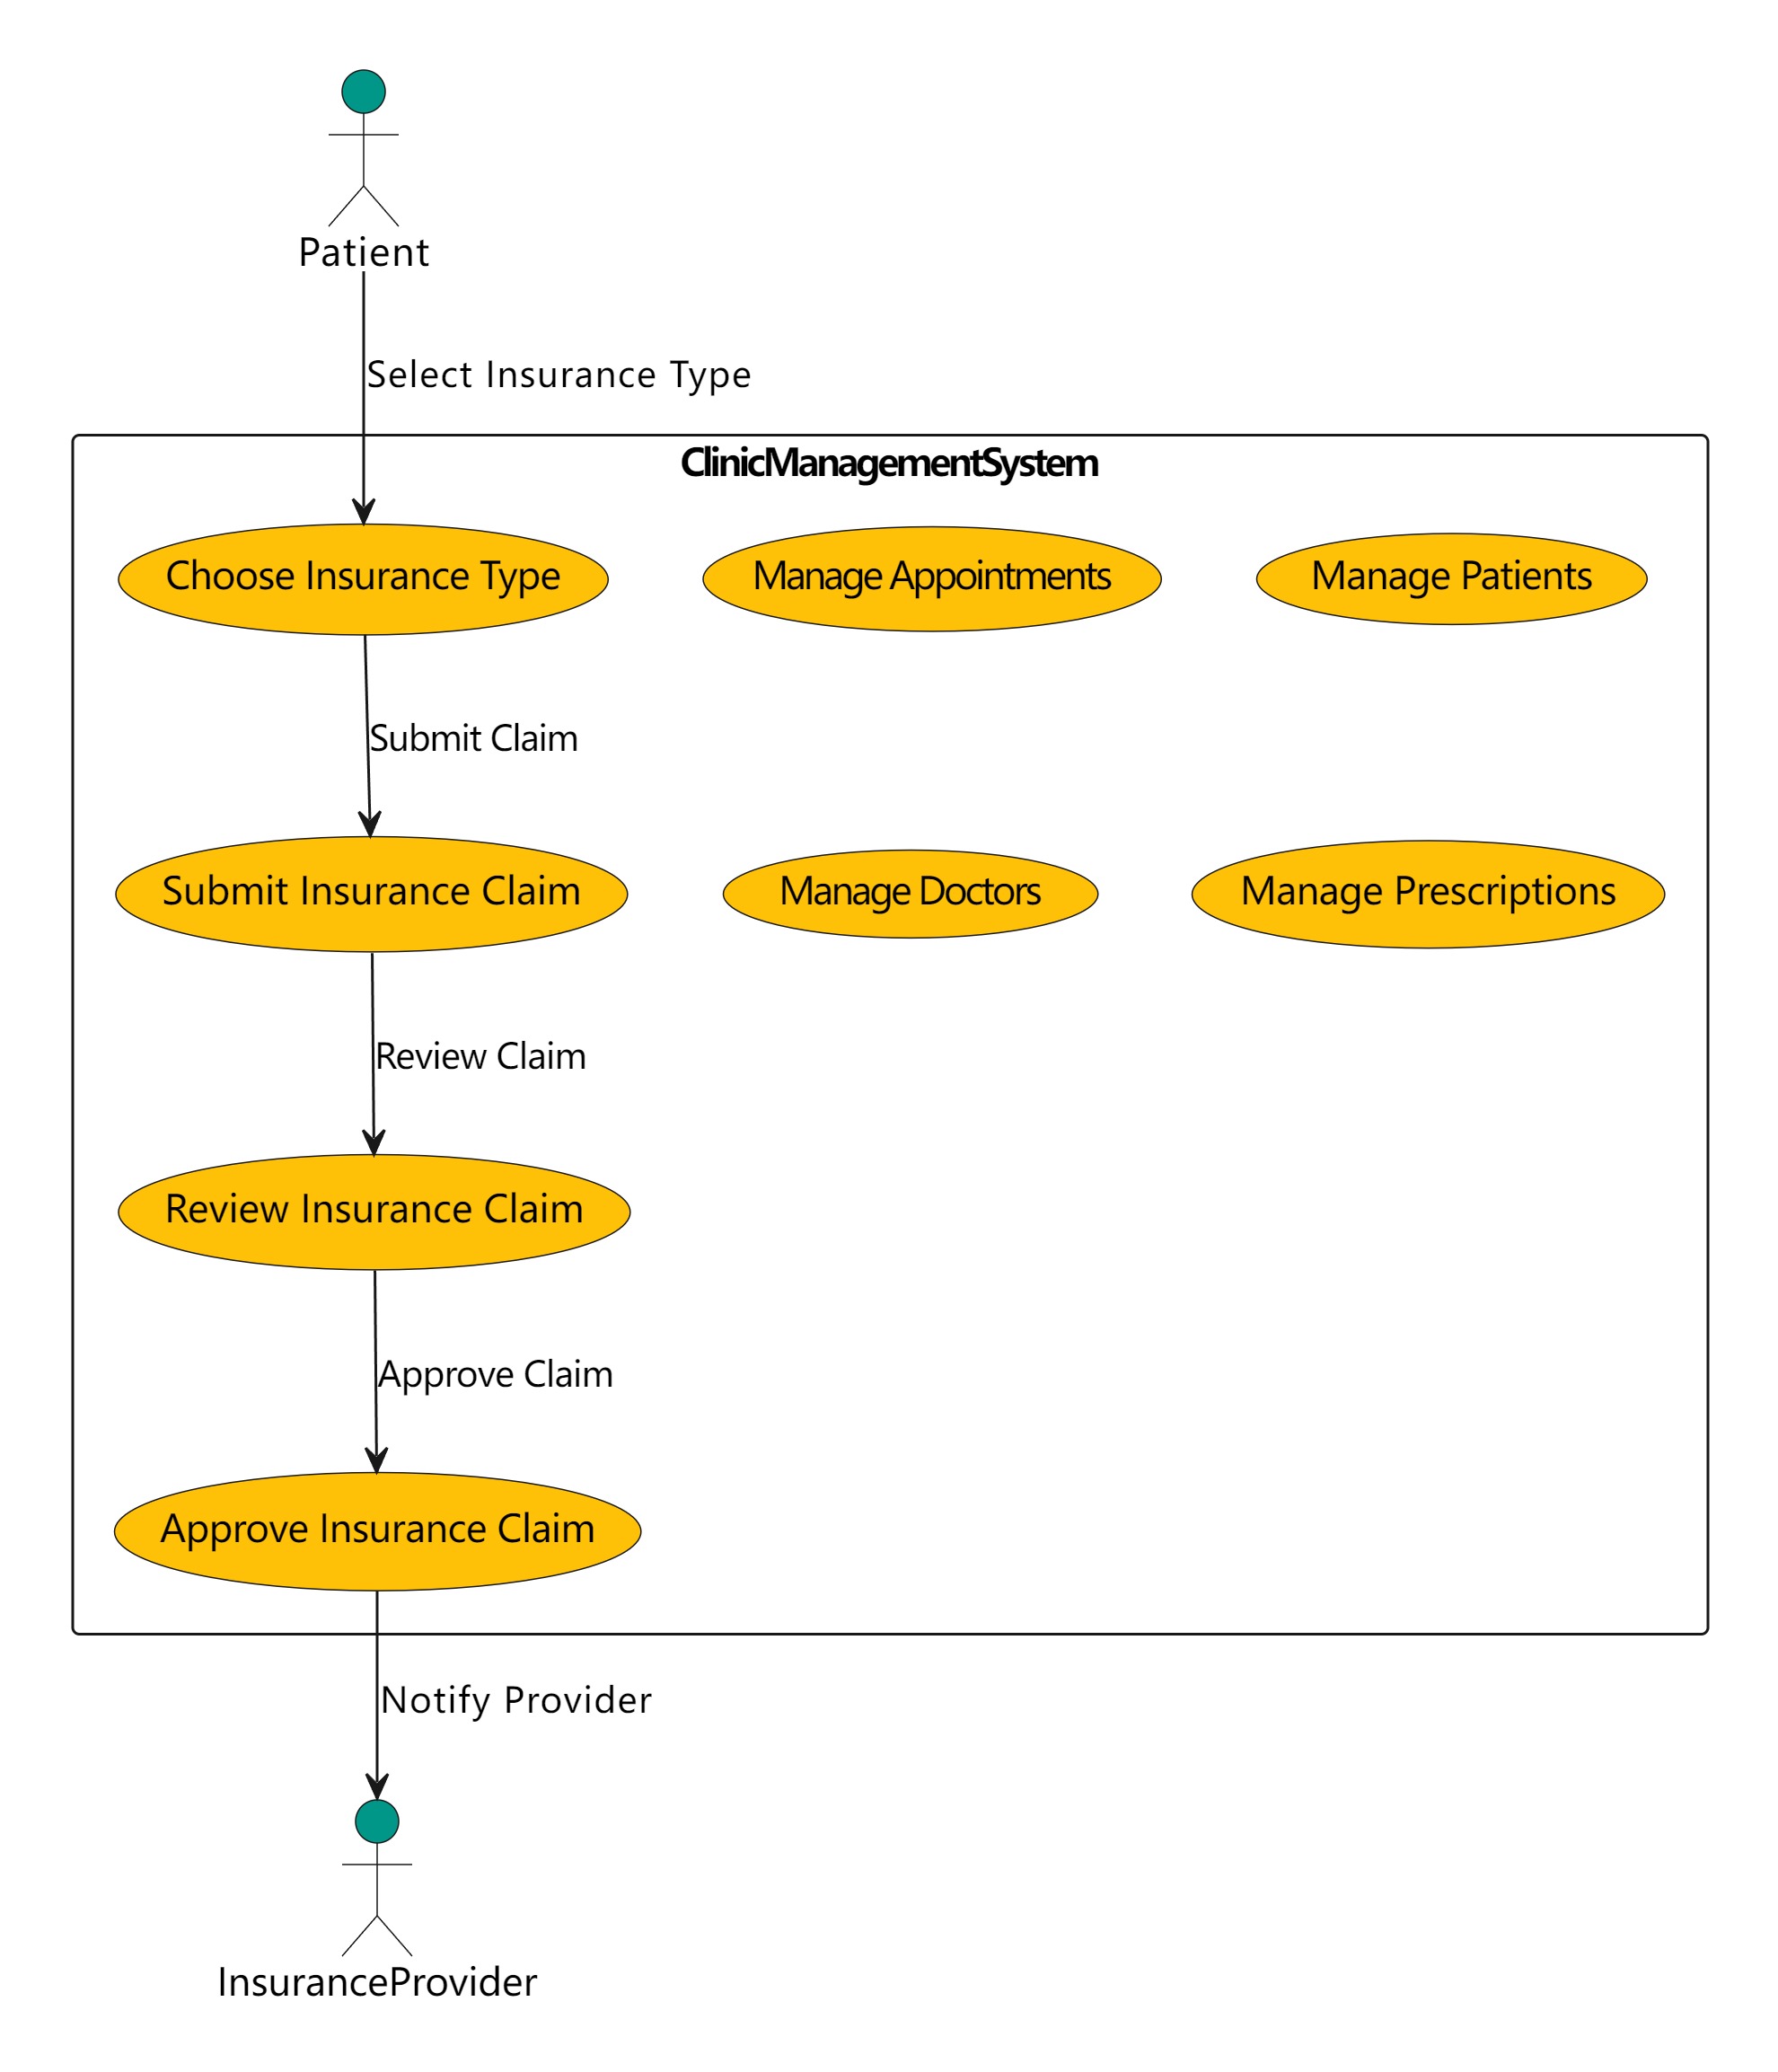 Patient
Select Insurance Type
ClinicManagementSystem
Choose Insurance Type
Manage Appointments
Manage Patients
Submit Claim
Submit Insurance Claim
Manage Doctors
Manage Prescriptions
Review Claim
Review Insurance Claim
Approve Claim
Approve Insurance Claim
Notify Provider
InsuranceProvider